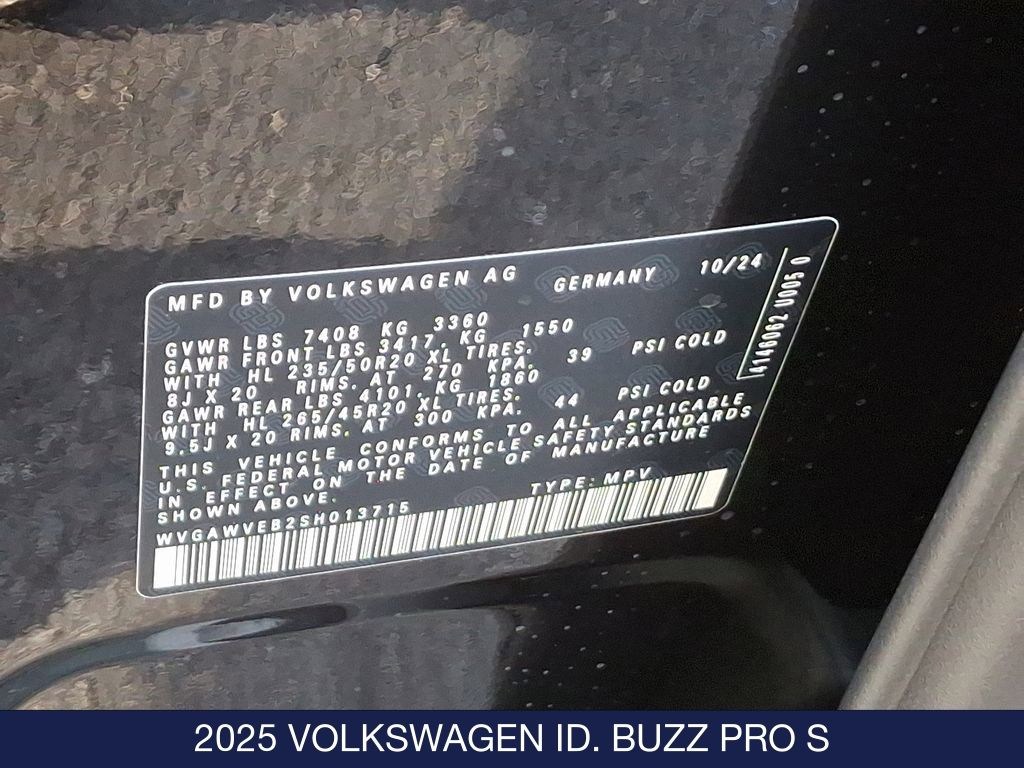 MFD BY VOLKSWAGEN AG GERMANY 10/24
GVWR LBS 7408 KG 3360
GAWR FRONT LBS 3417. KG 1550
WITH HL 235/50R20 XL TIRES.
8J X 20 RIMS. AT 270 KPA. 39 PSI COLD
GAWR REAR LBS 4101. KG 1860
WITH HL 265/45R20 XL TIRES.
9.5J X 20 RIMS. AT 300 KPA. 44 PSI COLD
THIS VEHICLE CONFORMS TO ALL APPLICABLE
U.S. FEDERAL MOTOR VEHICLE SAFETY STANDARDS
IN EFFECT ON THE DATE OF MANUFACTURE
SHOWN ABOVE.
WVGAWVEB2SH013715 TYPE: MPV
4146062 U005 0
2025 VOLKSWAGEN ID. BUZZ PRO S